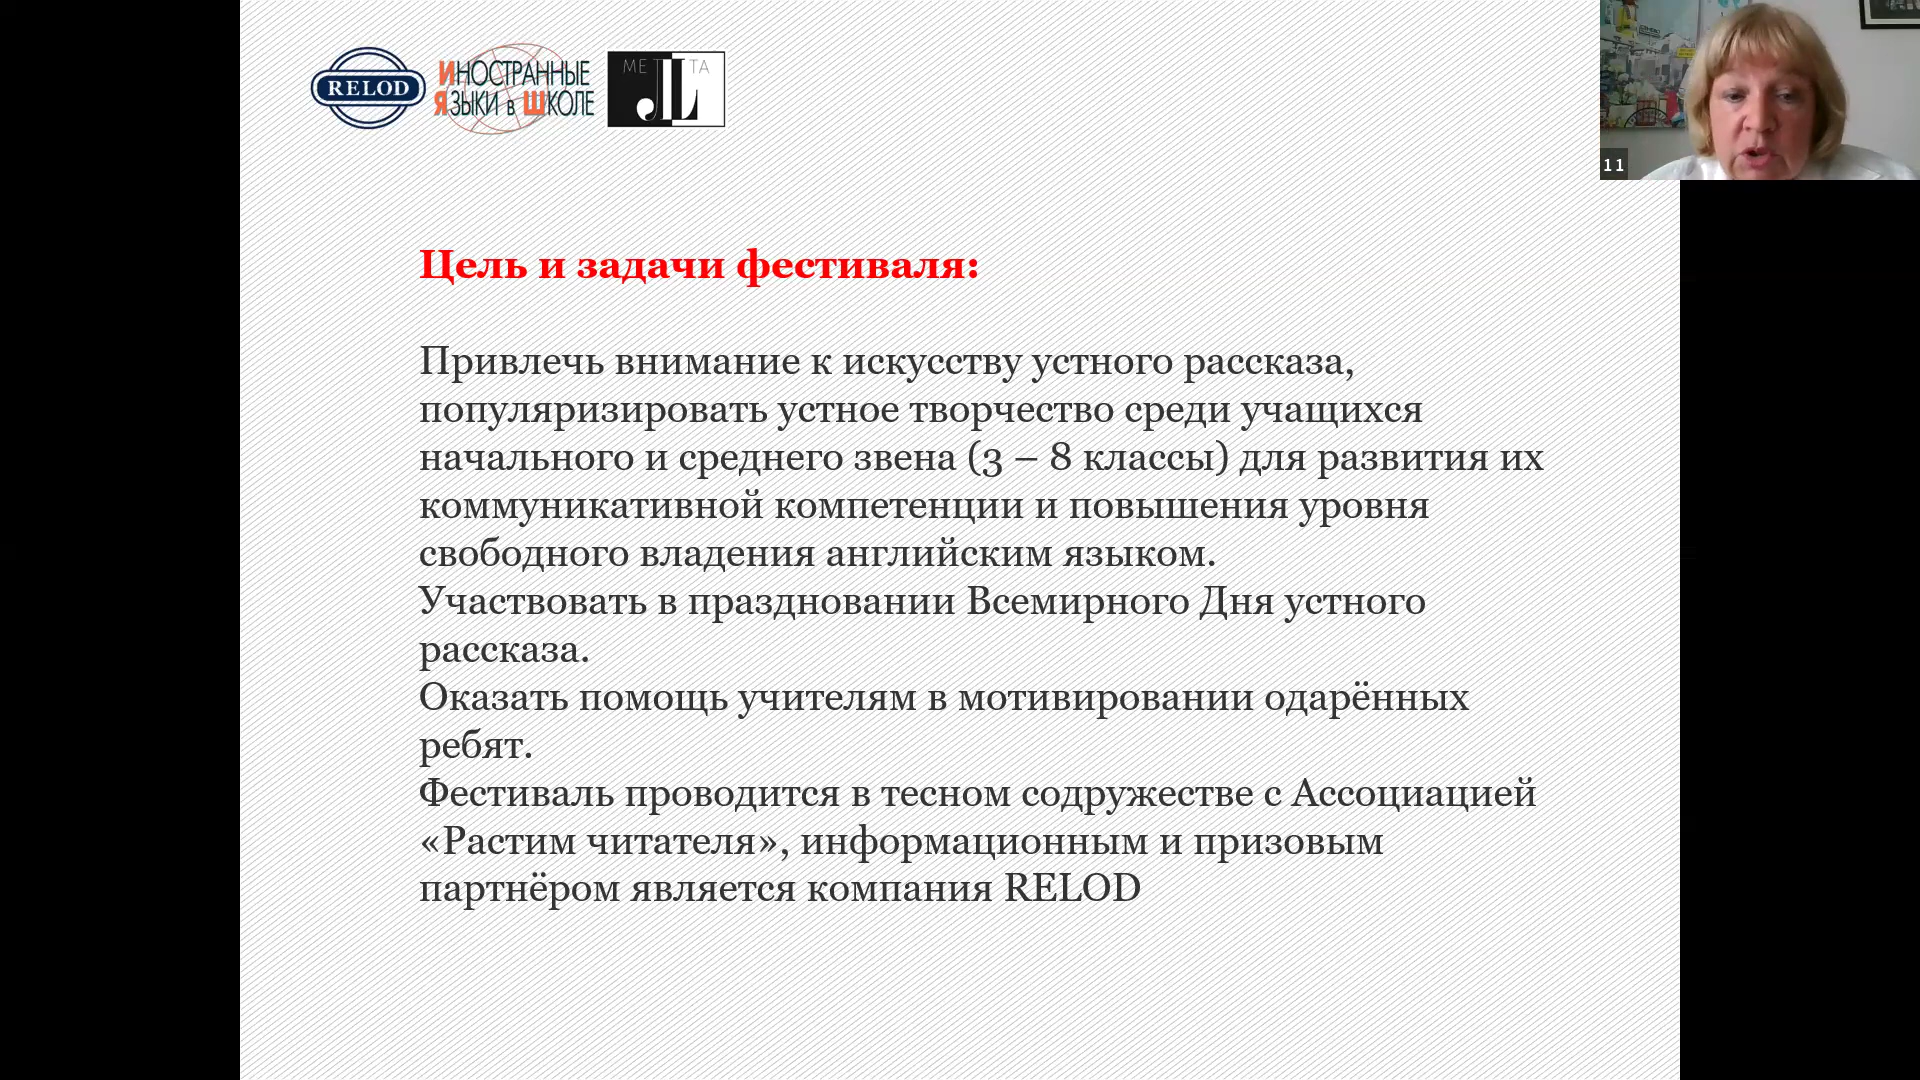 RELOD
ИНОСТРАННЫЕ
ЯЗЫКИ в ШКОЛЕ
МЕ ТА
JL
11
Цель и задачи фестиваля:
Привлечь внимание к искусству устного рассказа,
популяризировать устное творчество среди учащихся
начального и среднего звена (3 – 8 классы) для развития их
коммуникативной компетенции и повышения уровня
свободного владения английским языком.
Участвовать в праздновании Всемирного Дня устного
рассказа.
Оказать помощь учителям в мотивировании одарённых
ребят.
Фестиваль проводится в тесном содружестве с Ассоциацией
«Растим читателя», информационным и призовым
партнёром является компания RELOD